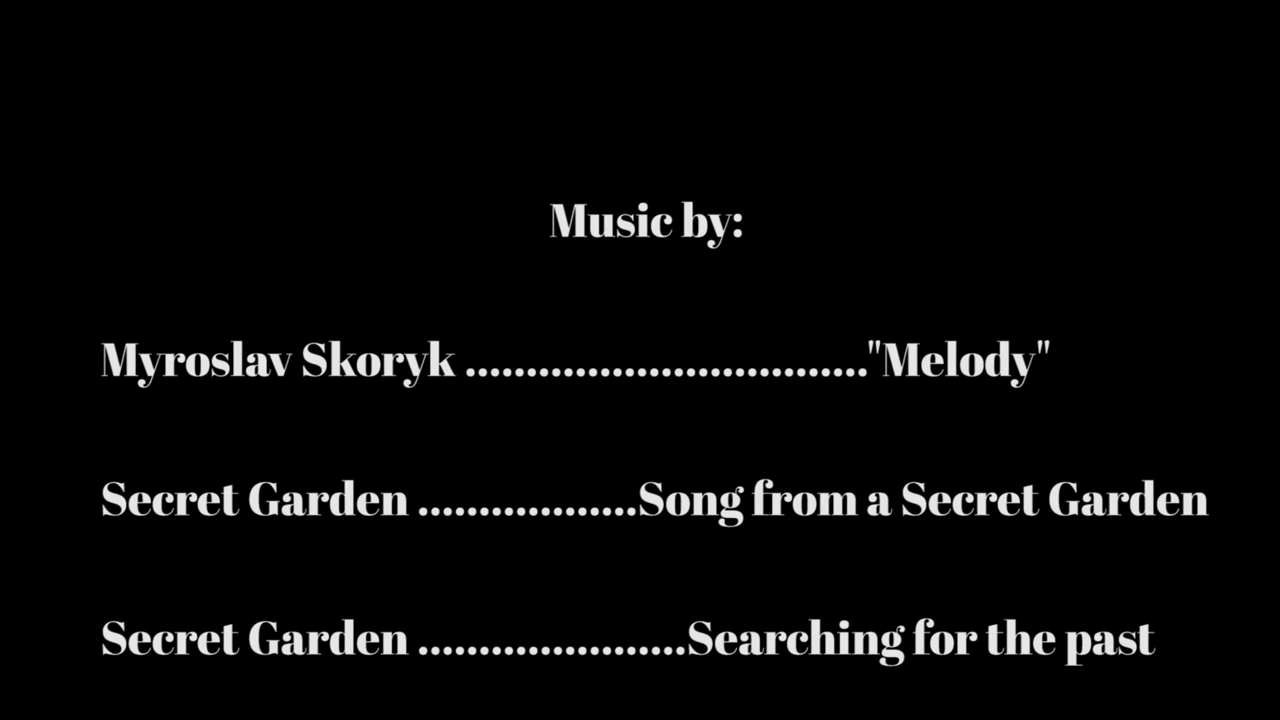 Music by:
Myroslav Skoryk .................................."Melody"
Secret Garden ..................Song from a Secret Garden
Secret Garden ......................Searching for the past